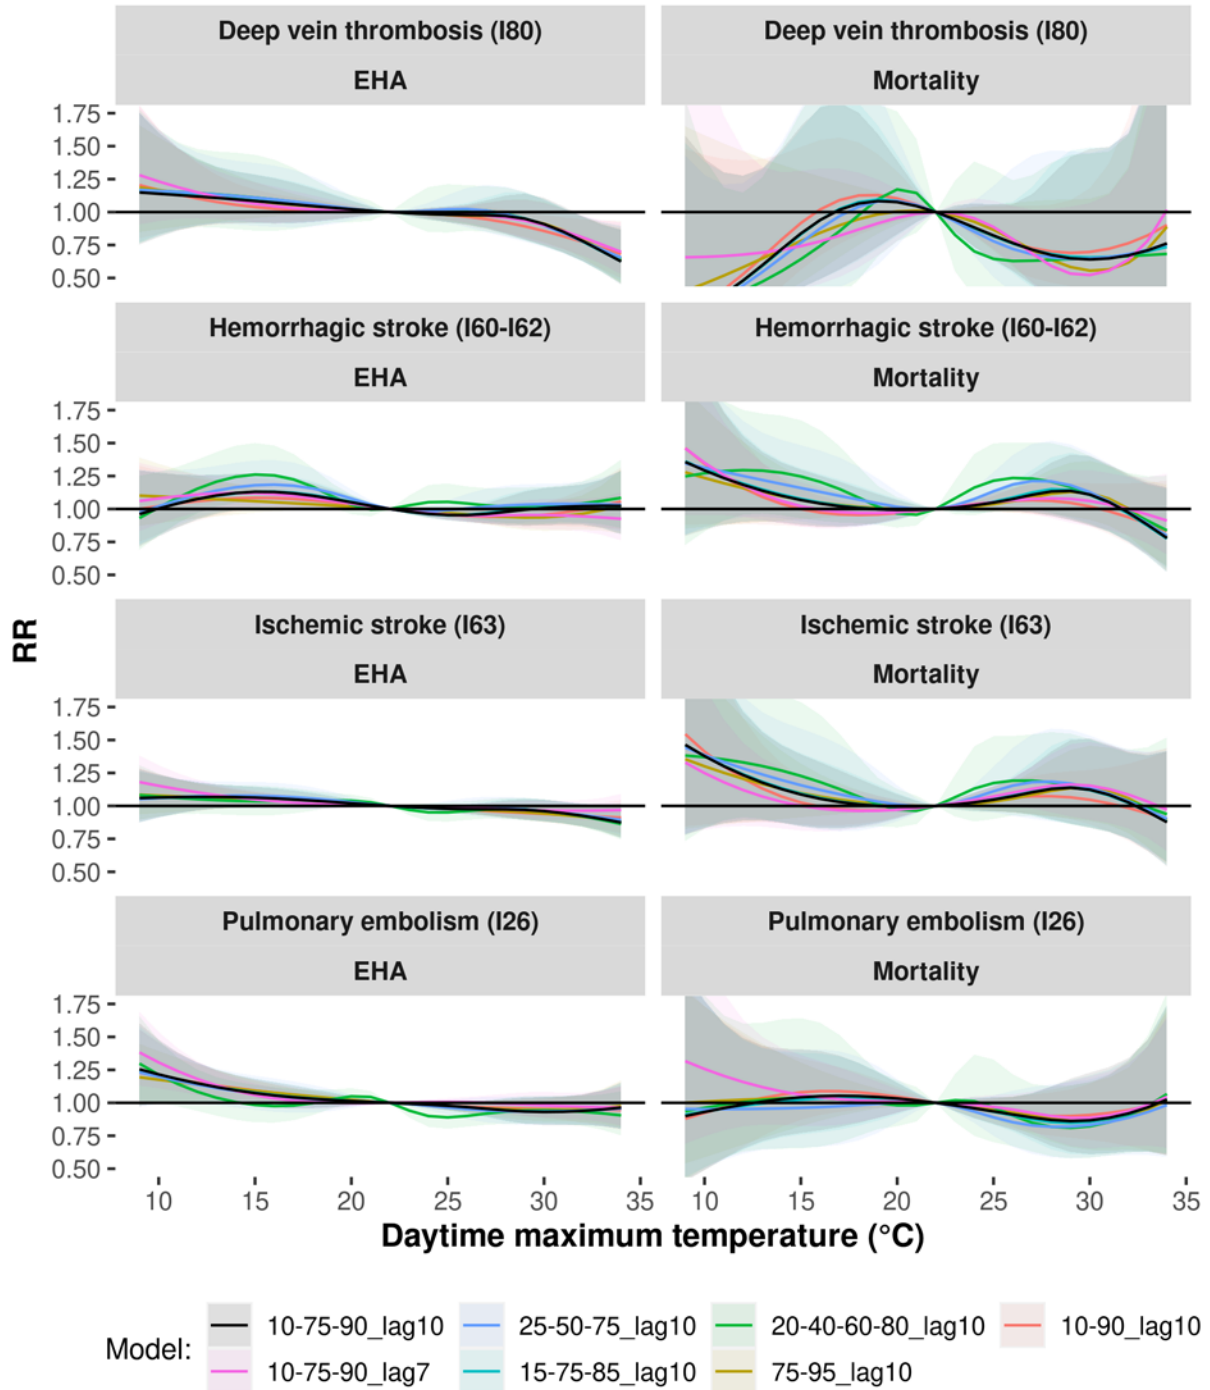 Deep vein thrombosis (I80) Deep vein thrombosis (I80)
EHA Mortality
1.75
1.50
1.25
1.00
0.75
0.50
Hemorrhagic stroke (I60-I62) Hemorrhagic stroke (I60-I62)
EHA Mortality
1.75
1.50
1.25
1.00
0.75
0.50
RR
Ischemic stroke (I63) Ischemic stroke (I63)
EHA Mortality
1.75
1.50
1.25
1.00
0.75
0.50
Pulmonary embolism (I26) Pulmonary embolism (I26)
EHA Mortality
1.75
1.50
1.25
1.00
0.75
0.50
10 15 20 25 30 35 10 15 20 25 30 35
Daytime maximum temperature (°C)
Model:
10-75-90_lag10 25-50-75_lag10 20-40-60-80_lag10 10-90_lag10
10-75-90_lag7 15-75-85_lag10 75-95_lag10